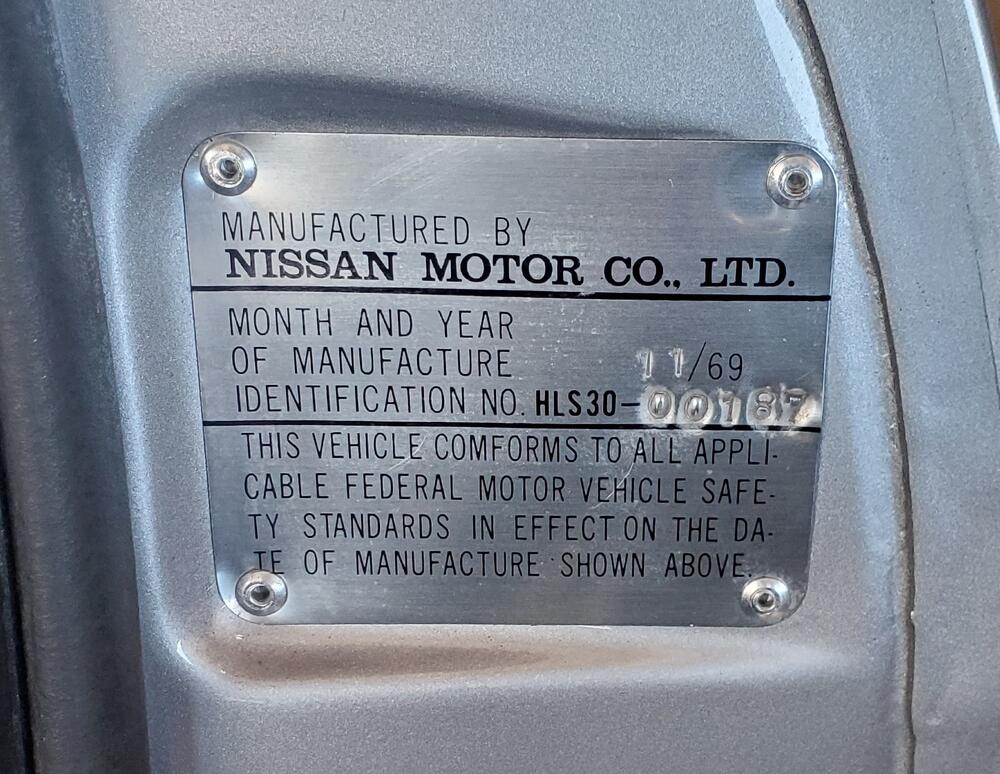 MANUFACTURED BY
NISSAN MOTOR CO., LTD.
MONTH AND YEAR
OF MANUFACTURE 11/69
IDENTIFICATION NO. HLS30-00187
THIS VEHICLE COMFORMS TO ALL APPLI-
CABLE FEDERAL MOTOR VEHICLE SAFE-
TY STANDARDS IN EFFECT ON THE DA-
TE OF MANUFACTURE SHOWN ABOVE.